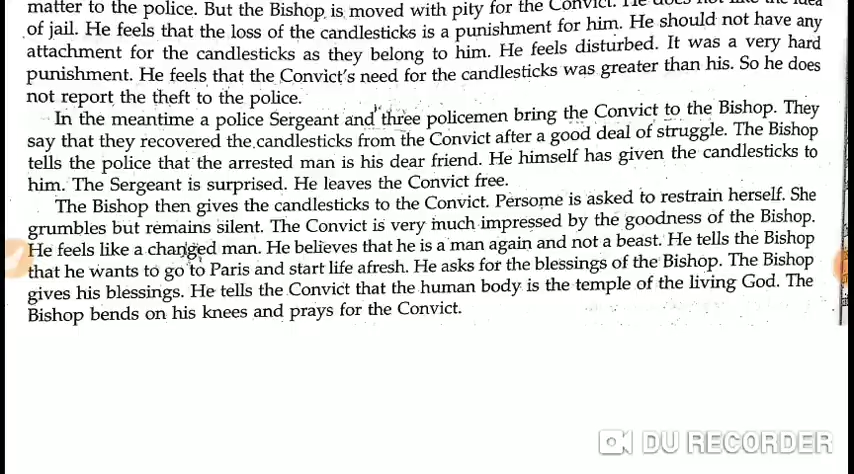 matter to the police. But the Bishop is moved with pity for the Convict. He does not like the idea
of jail. He feels that the loss of the candlesticks is a punishment for him. He should not have any
attachment for the candlesticks as they belong to him. He feels disturbed. It was a very hard
punishment. He feels that the Convict's need for the candlesticks was greater than his. So he does
not report the theft to the police.
In the meantime a police Sergeant and three policemen bring the Convict to the Bishop. They
say that they recovered the candlesticks from the Convict after a good deal of struggle. The Bishop
tells the police that the arrested man is his dear friend. He himself has given the candlesticks to
him. The Sergeant is surprised. He leaves the Convict free.
The Bishop then gives the candlesticks to the Convict. Persome is asked to restrain herself. She
grumbles but remains silent. The Convict is very much impressed by the goodness of the Bishop.
He feels like a changed man. He believes that he is a man again and not a beast. He tells the Bishop
that he wants to go to Paris and start life afresh. He asks for the blessings of the Bishop. The Bishop
gives his blessings. He tells the Convict that the human body is the temple of the living God. The
Bishop bends on his knees and prays for the Convict.
DU RECORDER